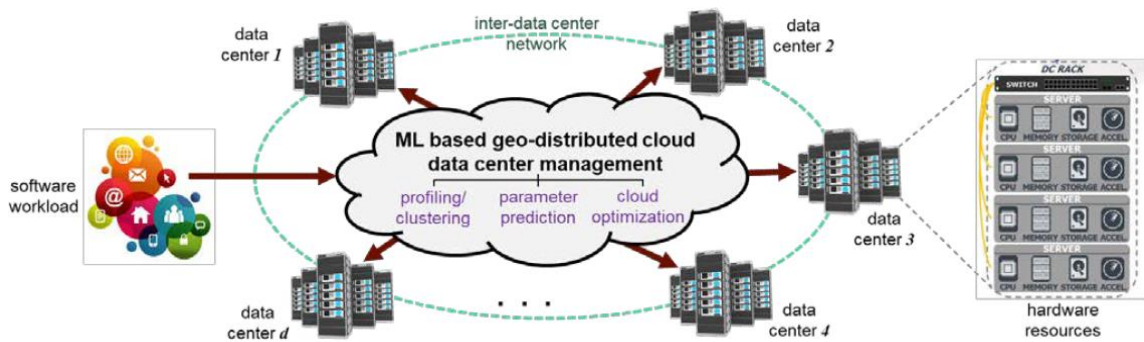 data
center 1
inter-data center
network
data
center 2
DC RACK
SWITCH
SERVER
CPU MEMORY STORAGE ACCEL.
SERVER
CPU MEMORY STORAGE ACCEL.
SERVER
CPU MEMORY STORAGE ACCEL.
SERVER
CPU MEMORY STORAGE ACCEL.
hardware
resources
software
workload
@
ML based geo-distributed cloud
data center management
profiling/
clustering
parameter
prediction
cloud
optimization
data
center 3
data
center d
. . .
data
center 4